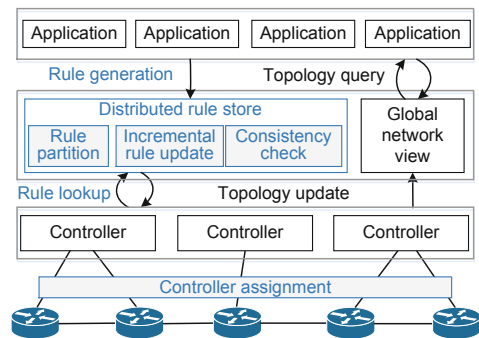 Application Application Application Application
Rule generation
Topology query
Distributed rule store
Rule partition
Incremental rule update
Consistency check
Global network view
Rule lookup
Topology update
Controller Controller Controller
Controller assignment